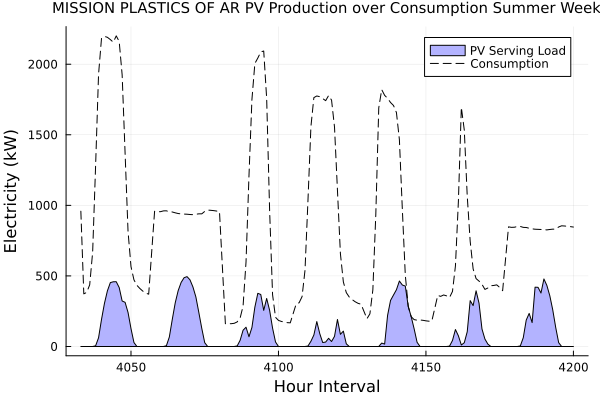 MISSION PLASTICS OF AR PV Production over Consumption Summer Week
PV Serving Load
Consumption
Electricity (kW)
2000
1500
1000
500
0
4050
4100
4150
4200
Hour Interval